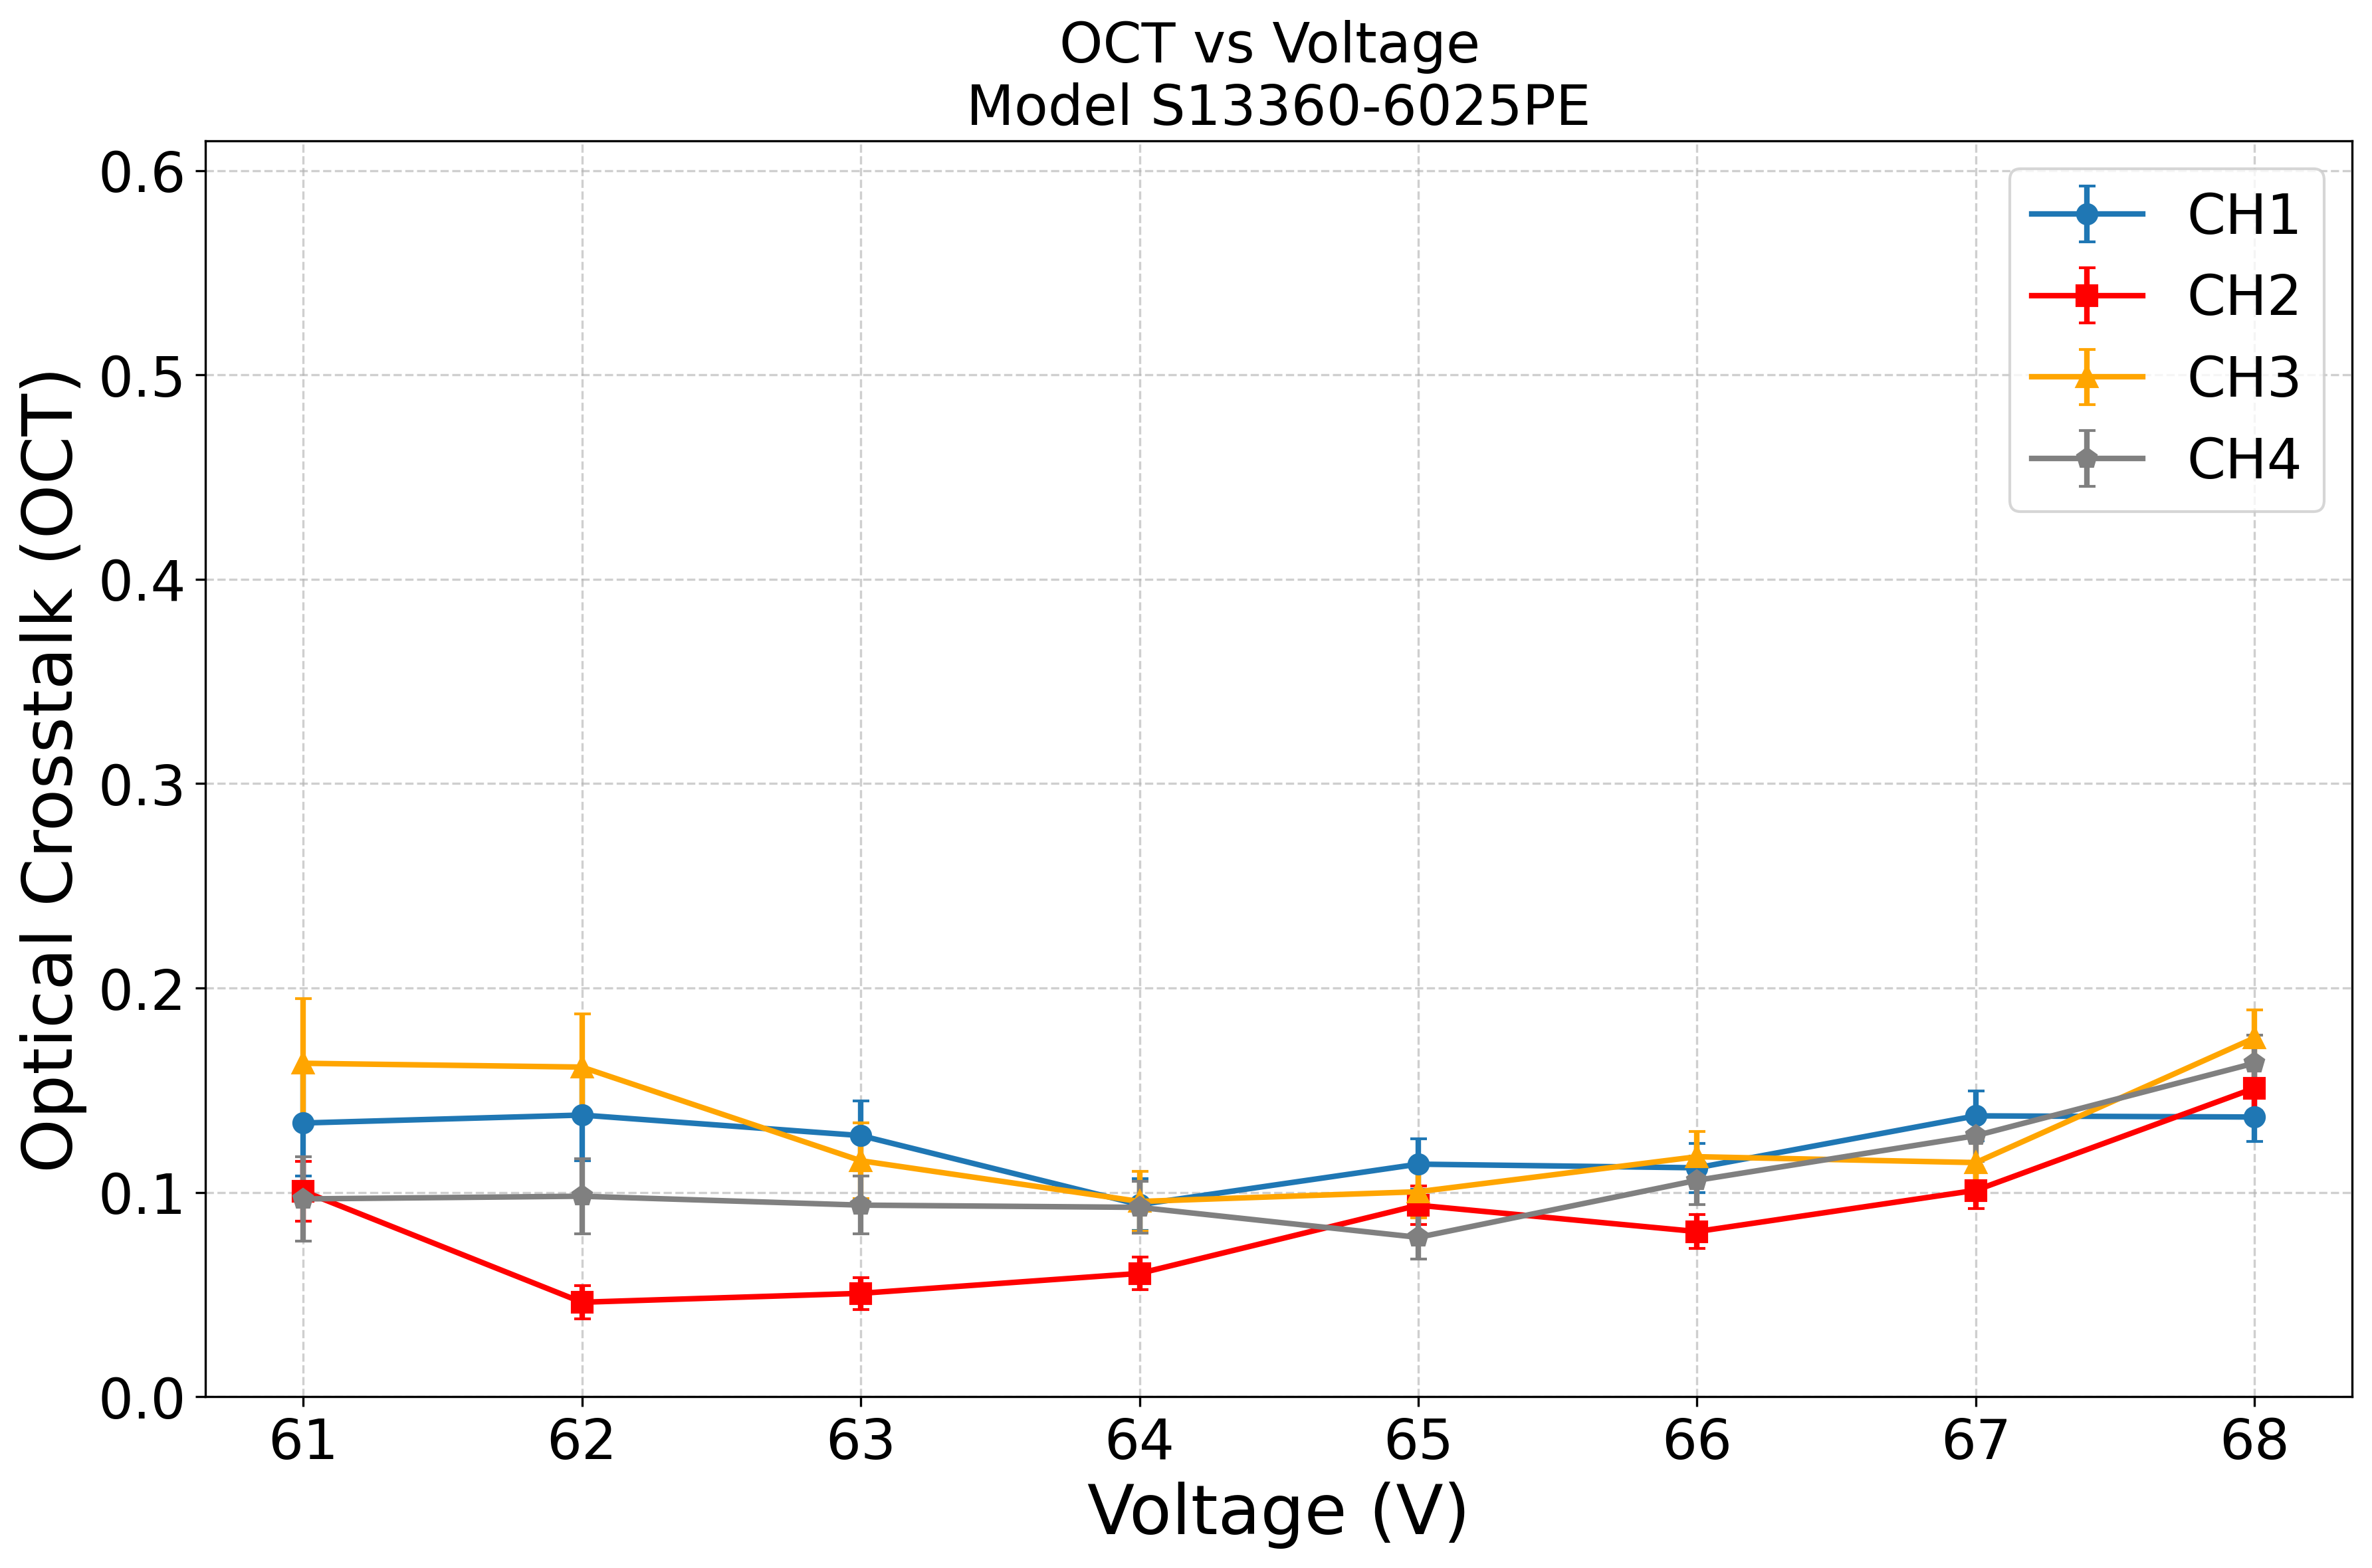 OCT vs Voltage
Model S13360-6025PE
Optical Crosstalk (OCT)
0.6
0.5
0.4
0.3
0.2
0.1
0.0
CH1
CH2
CH3
CH4
61 62 63 64 65 66 67 68
Voltage (V)